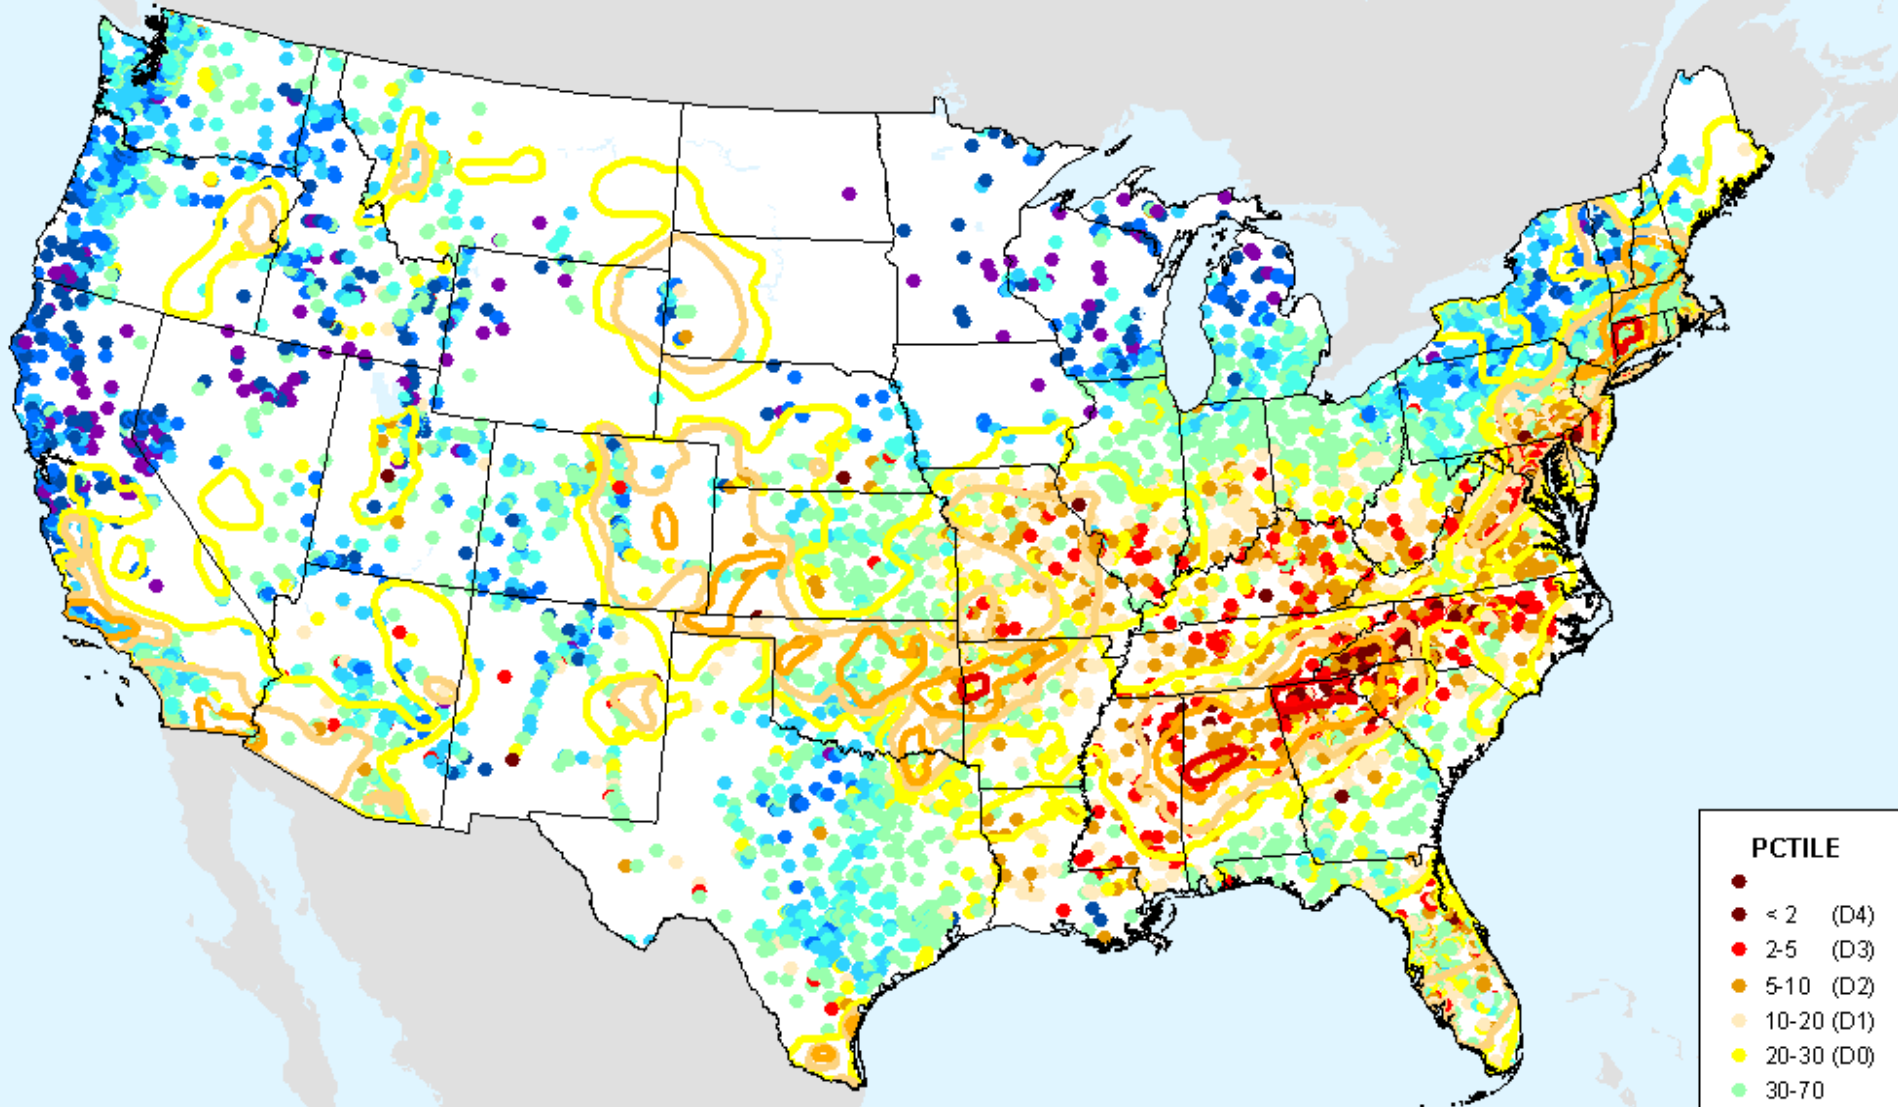 PCTILE
< 2 (D4)
2-5 (D3)
5-10 (D2)
10-20 (D1)
20-30 (D0)
30-70